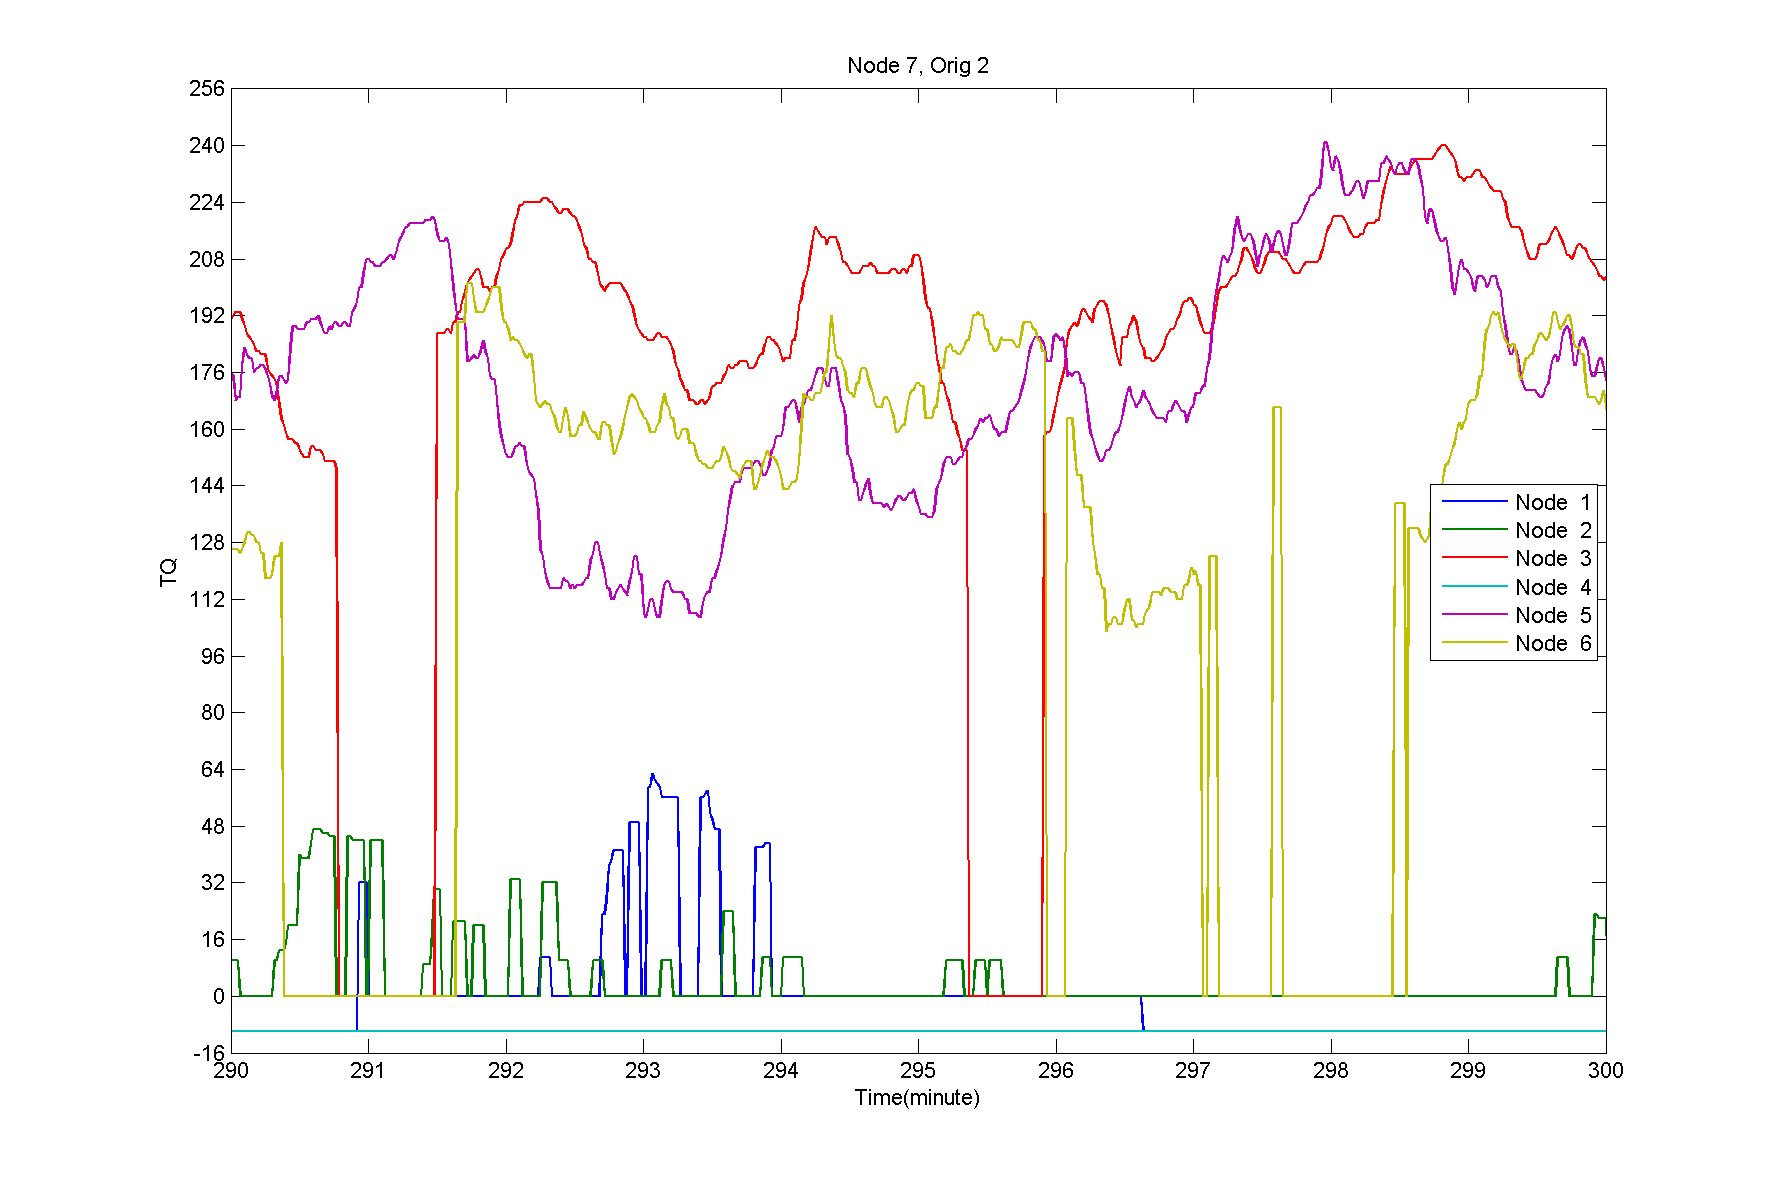 Node 7, Orig 2
256
240
224
208
192
176
160
144
128
112
96
80
64
48
32
16
0
-16
TQ
Node 1
Node 2
Node 3
Node 4
Node 5
Node 6
290 291 292 293 294 295 296 297 298 299 300
Time(minute)